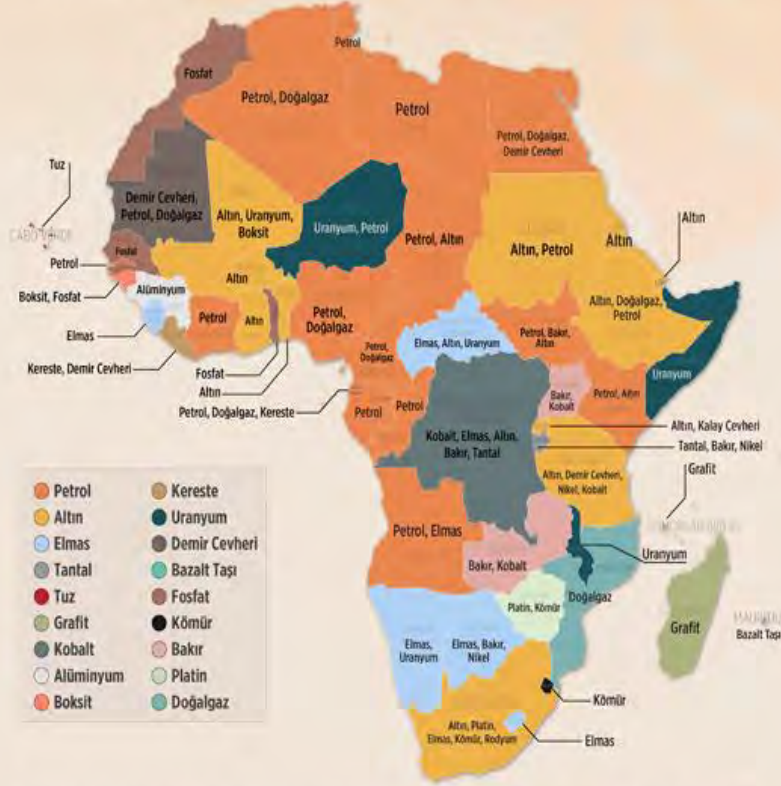 Petrol
Fosfat
Petrol, Doğalgaz
Petrol
Petrol, Doğalgaz,
Demir Cevheri
Tuz
Demir Cevheri,
Petrol, Doğalgaz
Altın, Uranyum,
Boksit
Uranyum, Petrol
Petrol, Altın
Altın, Petrol
Altın
Altın
CABO VERDE
Fosfat
Petrol
Boksit, Fosfat
Alüminyum
Altın
Altın, Doğalgaz,
Petrol
Elmas
Petrol
Altın
Petrol,
Doğalgaz
Petrol,
Doğalgaz
Elmas, Altın, Uranyum
Petrol, Bakır,
Altın
Uranyum
Kereste, Demir Cevheri
Fosfat
Altın
Petrol, Doğalgaz, Kereste
Petrol
Petrol
Bakır,
Kobalt
Petrol, Altın
Kobalt, Elmas, Altın,
Bakır, Tantal
Altın, Kalay Cevheri
Tantal, Bakır, Nikel
Altın, Demir Cevheri,
Nikel, Kobalt
Grafit
Petrol, Elmas
Bakır, Kobalt
Uranyum
Doğalgaz
Platin, Kömür
Elmas,
Uranyum
Elmas, Bakır,
Nikel
Grafit
Bazalt Taşı
Kömür
Altın, Platin,
Elmas, Kömür, Rodyum
Elmas
Petrol
Altın
Elmas
Tantal
Tuz
Grafit
Kobalt
Alüminyum
Boksit
Kereste
Uranyum
Demir Cevheri
Bazalt Taşı
Fosfat
Kömür
Bakır
Platin
Doğalgaz